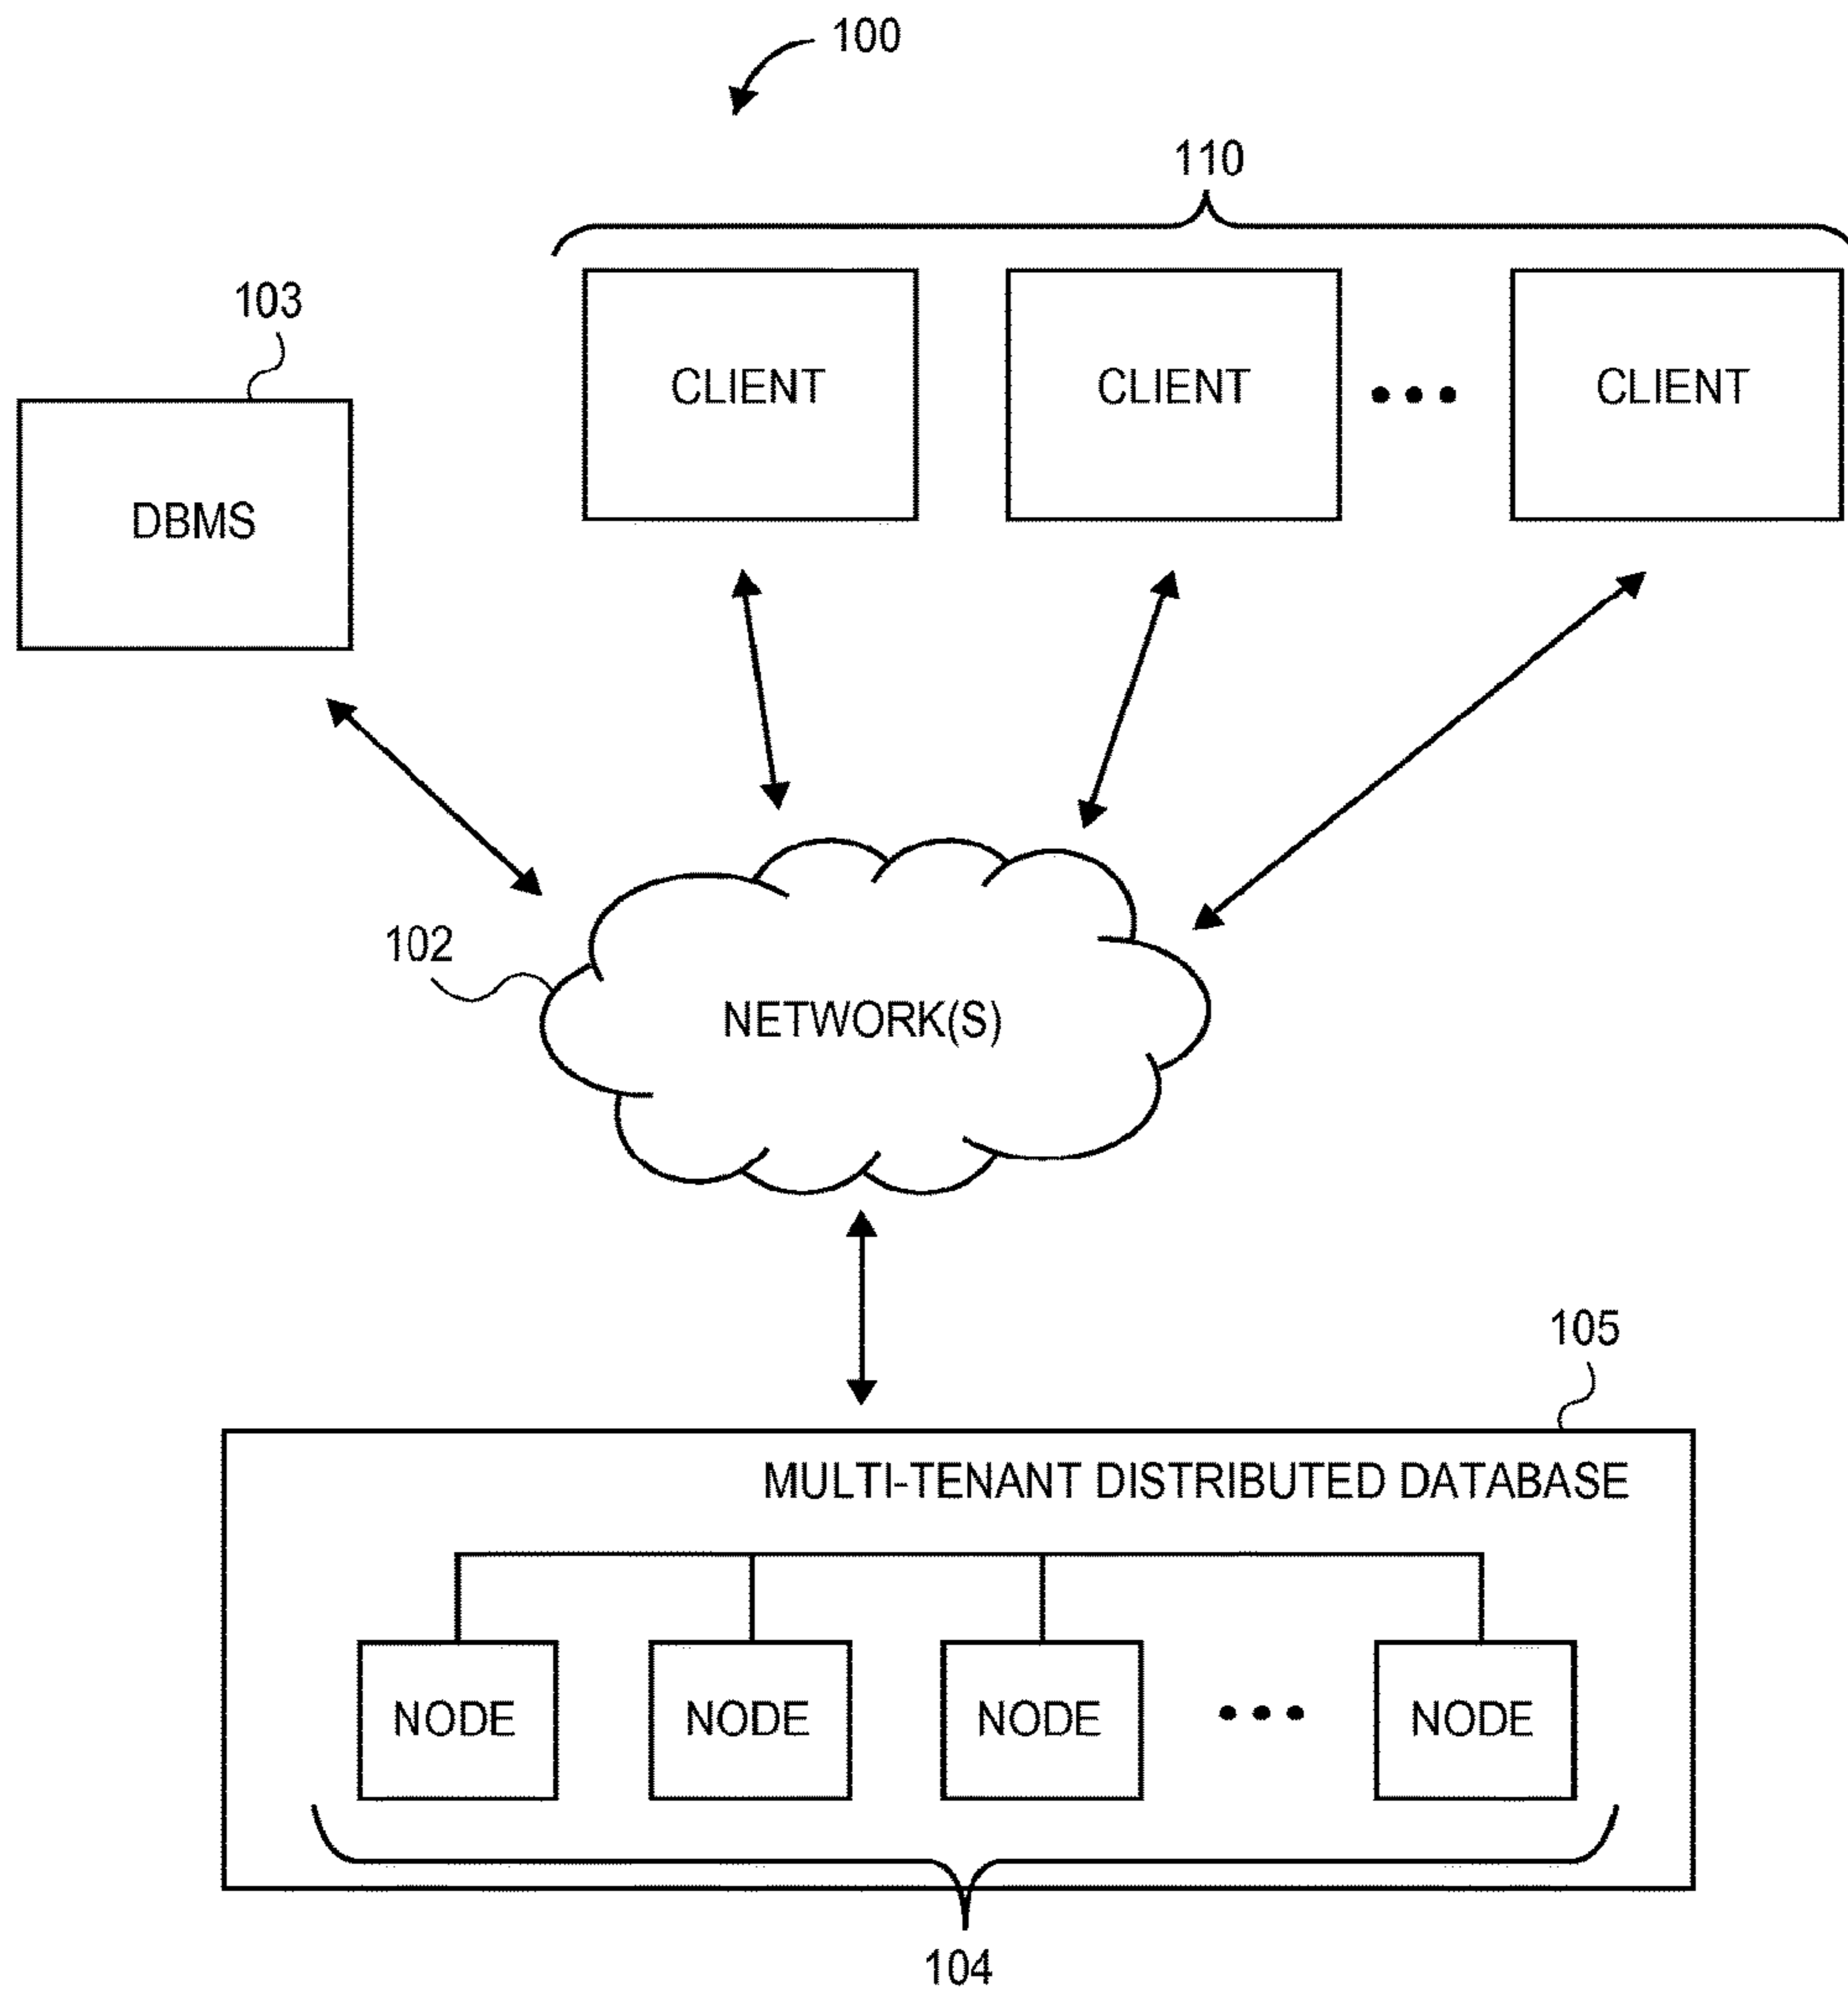 100
110
103
CLIENT
CLIENT
CLIENT
DBMS
102
NETWORK(S)
105
MULTI-TENANT DISTRIBUTED DATABASE
NODE
NODE
NODE
NODE
104